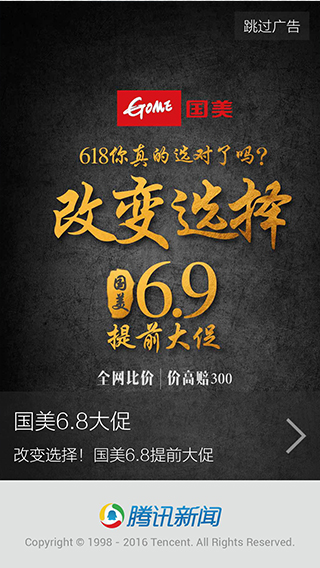 跳过广告
GOME 国美
618你真的选对了吗?
改变选择
国美 6.9
提前大促
全网比价 价高赔300
国美6.8大促
改变选择！国美6.8提前大促
腾讯新闻
Copyright © 1998 - 2016 Tencent. All Rights Reserved.